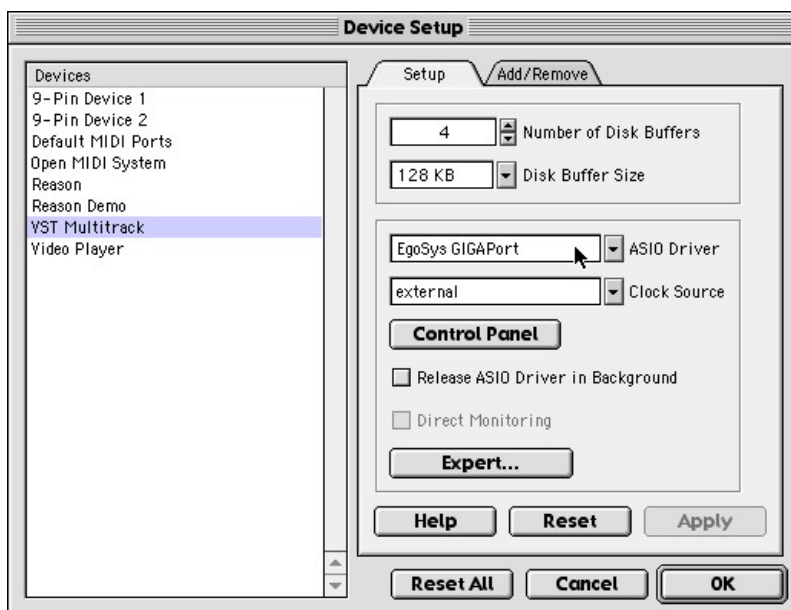 Device Setup
Devices
9-Pin Device 1
9-Pin Device 2
Default MIDI Ports
Open MIDI System
Reason
Reason Demo
VST Multitrack
Video Player
Setup
Add/Remove
4 Number of Disk Buffers
128 KB Disk Buffer Size
EgoSys GIGAPort ASIO Driver
external Clock Source
Control Panel
Release ASIO Driver in Background
Direct Monitoring
Expert...
Help Reset Apply
Reset All Cancel OK